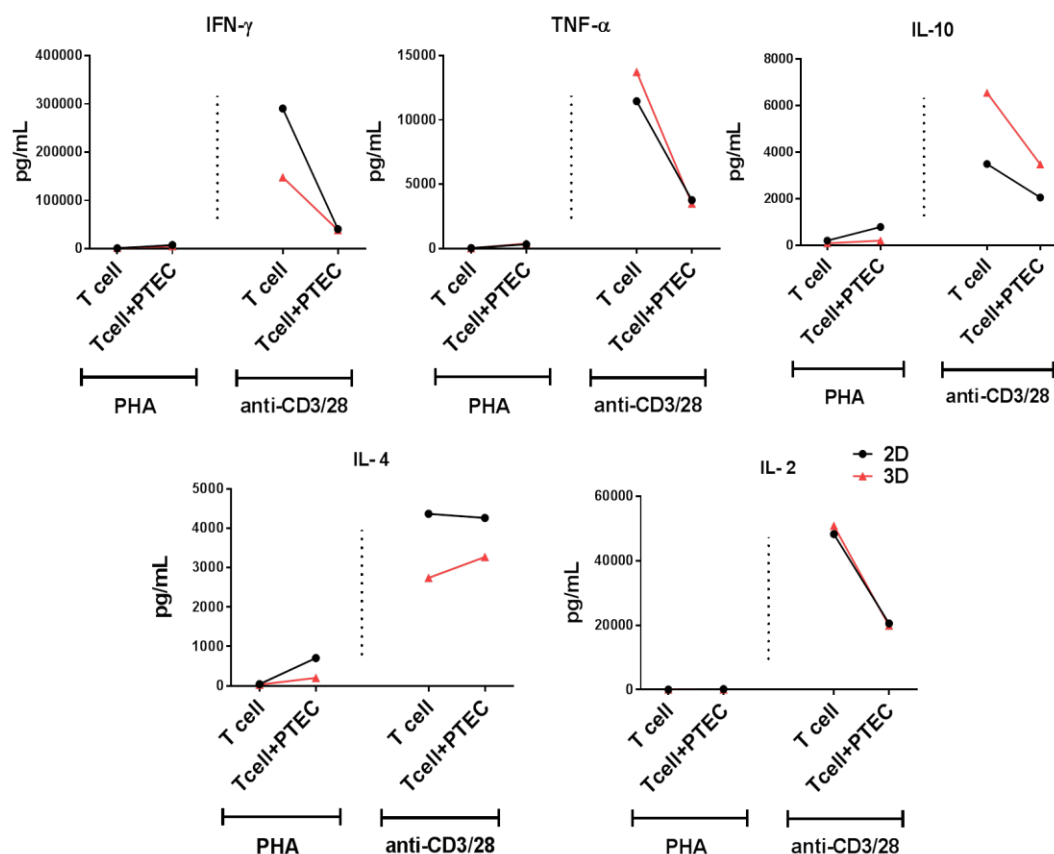 IFN-γ
400000
300000
200000
100000
0
pg/mL
T cell
Tcell+PTEC
T cell
Tcell+PTEC
PHA
anti-CD3/28
TNF-α
15000
10000
5000
0
pg/mL
T cell
Tcell+PTEC
T cell
Tcell+PTEC
PHA
anti-CD3/28
IL-10
8000
6000
4000
2000
0
pg/mL
T cell
Tcell+PTEC
T cell
Tcell+PTEC
PHA
anti-CD3/28
IL- 4
5000
4000
3000
2000
1000
0
pg/mL
T cell
Tcell+PTEC
T cell
Tcell+PTEC
PHA
anti-CD3/28
IL- 2
2D
3D
60000
40000
20000
0
pg/mL
T cell
Tcell+PTEC
T cell
Tcell+PTEC
PHA
anti-CD3/28